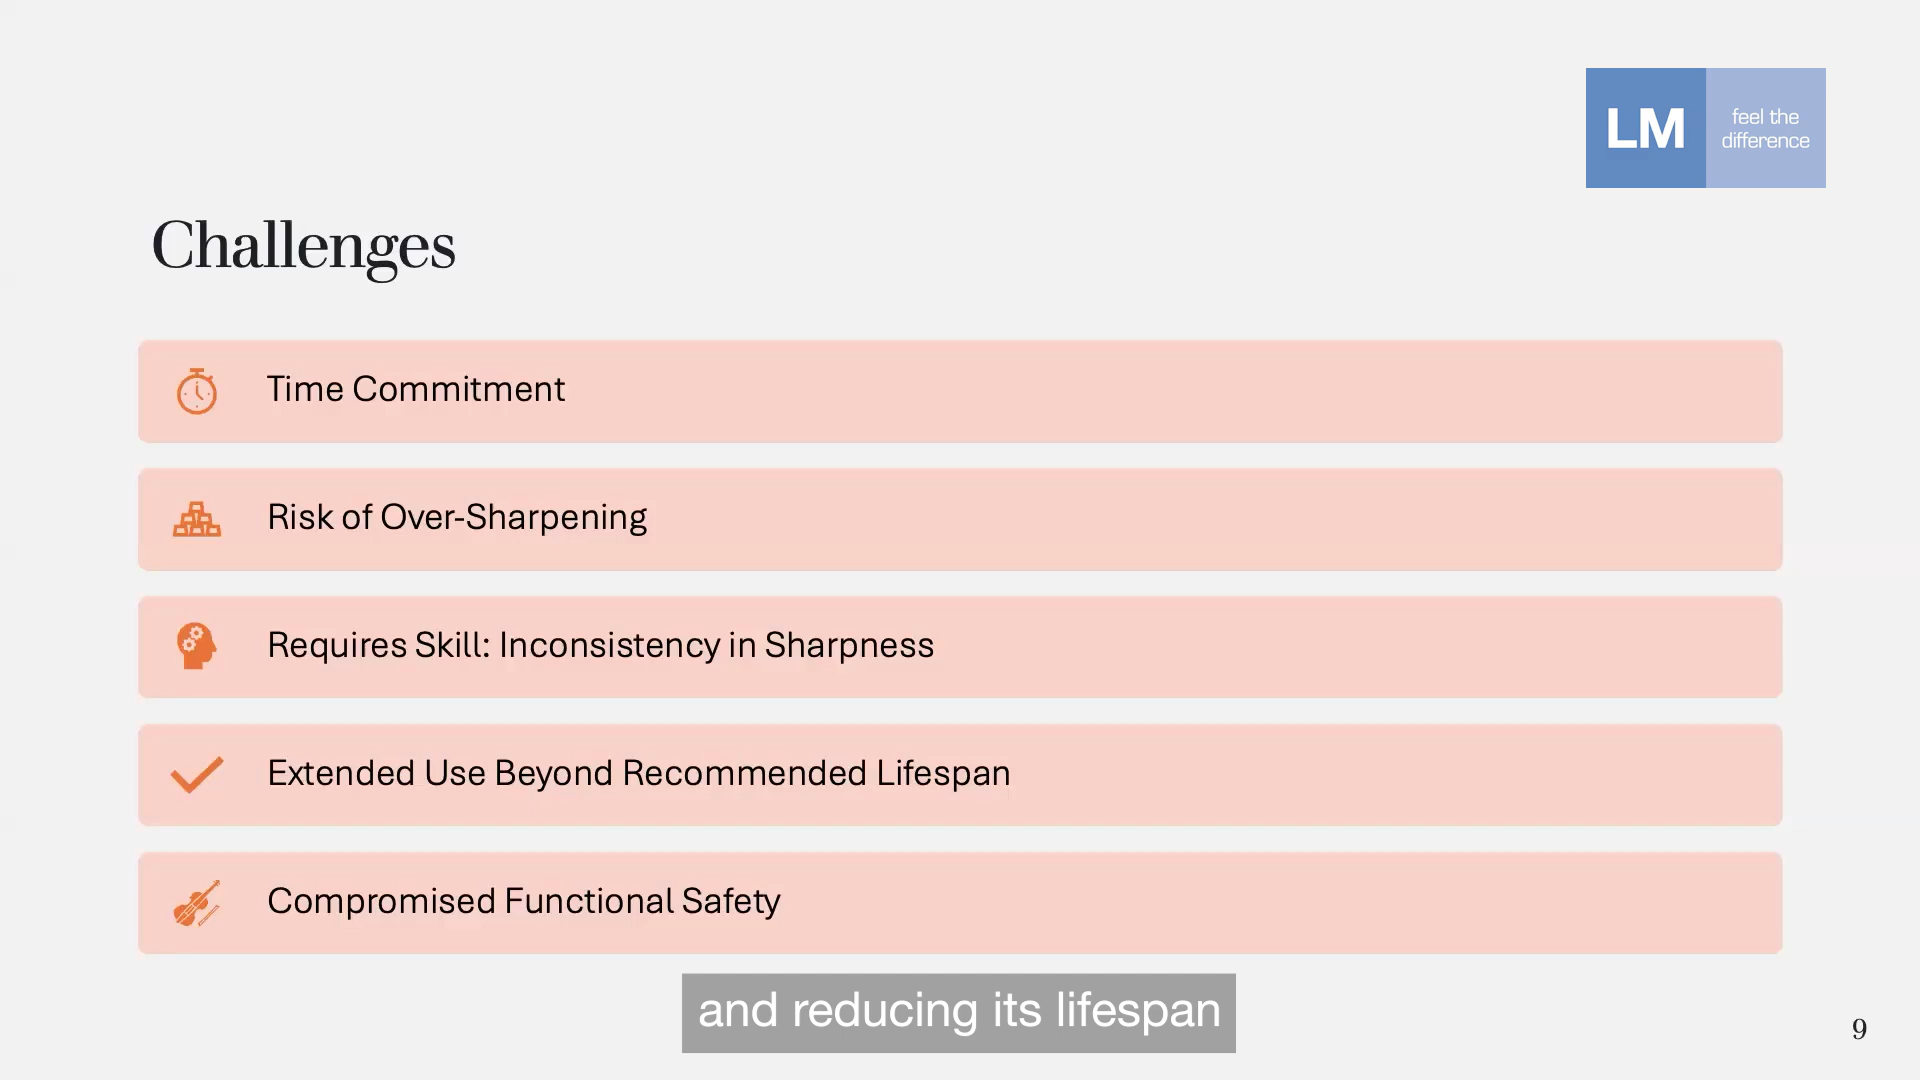 LM
feel the
difference
Challenges
Time Commitment
Risk of Over-Sharpening
Requires Skill: Inconsistency in Sharpness
Extended Use Beyond Recommended Lifespan
Compromised Functional Safety
and reducing its lifespan
9